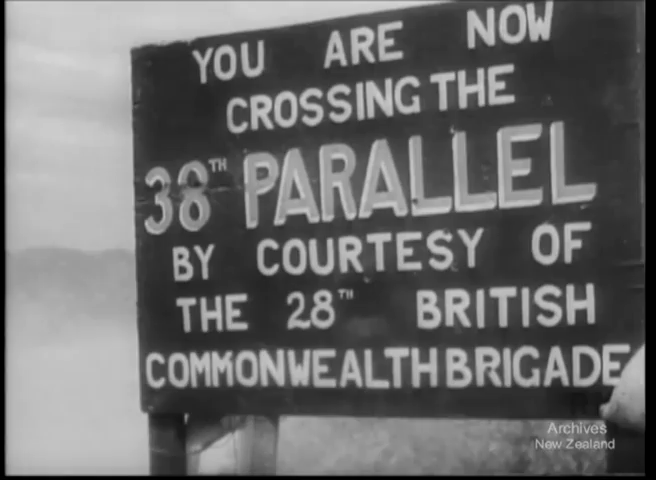 YOU ARE NOW
CROSSING THE
38TH PARALLEL
BY COURTESY OF
THE 28TH BRITISH
COMMONWEALTH BRIGADE
Archives
New Zealand